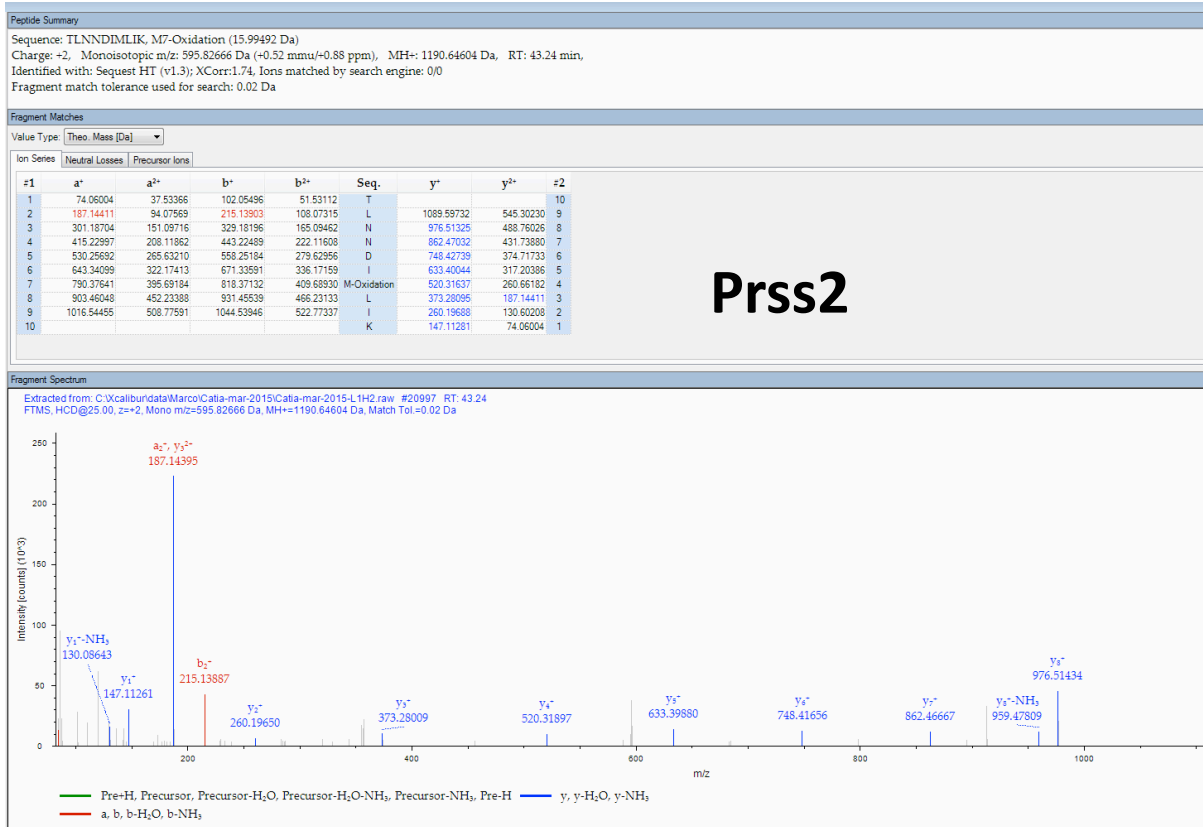 Peptide Summary
Sequence: TLNNDIMLIK, M7-Oxidation (15.99492 Da)
Charge: +2, Monoisotopic m/z: 595.82666 Da (+0.52 mmu/+0.88 ppm), MH+: 1190.64604 Da, RT: 43.24 min,
Identified with: Sequest HT (v1.3); XCorr:1.74, Ions matched by search engine: 0/0
Fragment match tolerance used for search: 0.02 Da
Fragment Matches
Value Type: Theo. Mass [Da]
Ion Series Neutral Losses Precursor Ions
#1 a⁺ a²⁺ b⁺ b²⁺ Seq. y⁺ y²⁺ #2
1 74.06004 37.53366 102.05496 51.53112 T 10
2 187.14411 94.07569 215.13903 108.07315 L 1089.59732 545.30230 9
3 301.18704 151.09716 329.18196 165.09462 N 976.51325 488.76026 8
4 415.22997 208.11862 443.22489 222.11608 N 862.47032 431.73880 7
5 530.25692 265.63210 558.25184 279.62956 D 748.42739 374.71733 6
6 643.34099 322.17413 671.33591 336.17159 I 633.40044 317.20386 5
7 790.37641 395.69184 818.37132 409.68930 M-Oxidation 520.31637 260.66182 4
8 903.46048 452.23388 931.45539 466.23133 L 373.28095 187.14411 3
9 1016.54455 508.77591 1044.53946 522.77337 I 260.19688 130.60208 2
10 K 147.11281 74.06004 1
Prss2
Fragment Spectrum
Extracted from: C:\Xcalibur\data\Marco\Catia-mar-2015\Catia-mar-2015-L1H2.raw #20997 RT: 43.24
FTMS, HCD@25.00, z=+2, Mono m/z=595.82666 Da, MH+=1190.64604 Da, Match Tol.=0.02 Da
Intensity [counts] (10^3)
250
200
150
100
50
0
a₂⁺, y₃²⁺
187.14395
y₁⁺-NH₃
130.08643
y₁⁺
147.11261
b₂⁺
215.13887
y₂⁺
260.19650
y₃⁺
373.28009
y₄⁺
520.31897
y₅⁺
633.39880
y₆⁺
748.41656
y₇⁺
862.46667
y₈⁺-NH₃
959.47809
y₈⁺
976.51434
200 400 600 800 1000
m/z
Pre+H, Precursor, Precursor-H₂O, Precursor-H₂O-NH₃, Precursor-NH₃, Pre-H y, y-H₂O, y-NH₃
a, b, b-H₂O, b-NH₃